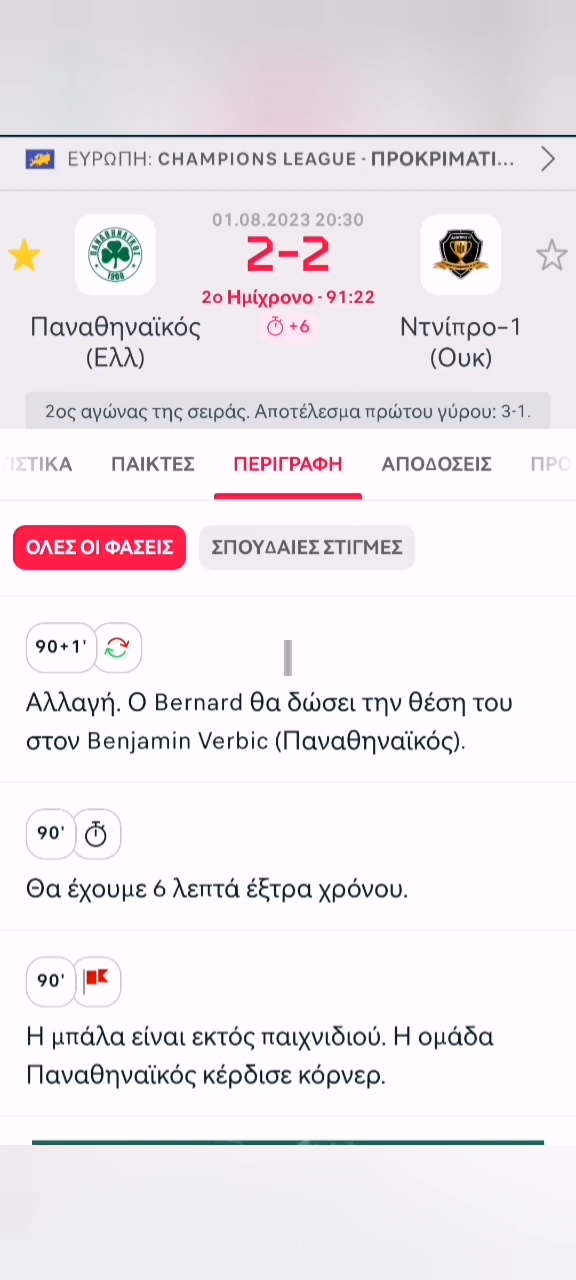 ΕΥΡΩΠΗ: CHAMPIONS LEAGUE - ΠΡΟΚΡΙΜΑΤΙ...
01.08.2023 20:30
2-2
2ο Ημίχρονο - 91:22
+6
Παναθηναϊκός
(Ελλ)
Ντνίπρο-1
(Ουκ)
2ος αγώνας της σειράς. Αποτέλεσμα πρώτου γύρου: 3-1.
ΙΣΤΙΚΑ ΠΑΙΚΤΕΣ ΠΕΡΙΓΡΑΦΗ ΑΠΟΔΟΣΕΙΣ ΠΡΟ
ΟΛΕΣ ΟΙ ΦΑΣΕΙΣ ΣΠΟΥΔΑΙΕΣ ΣΤΙΓΜΕΣ
90+1'
Αλλαγή. Ο Bernard θα δώσει την θέση του
στον Benjamin Verbic (Παναθηναϊκός).
90'
Θα έχουμε 6 λεπτά έξτρα χρόνου.
90'
Η μπάλα είναι εκτός παιχνιδιού. Η ομάδα
Παναθηναϊκός κέρδισε κόρνερ.